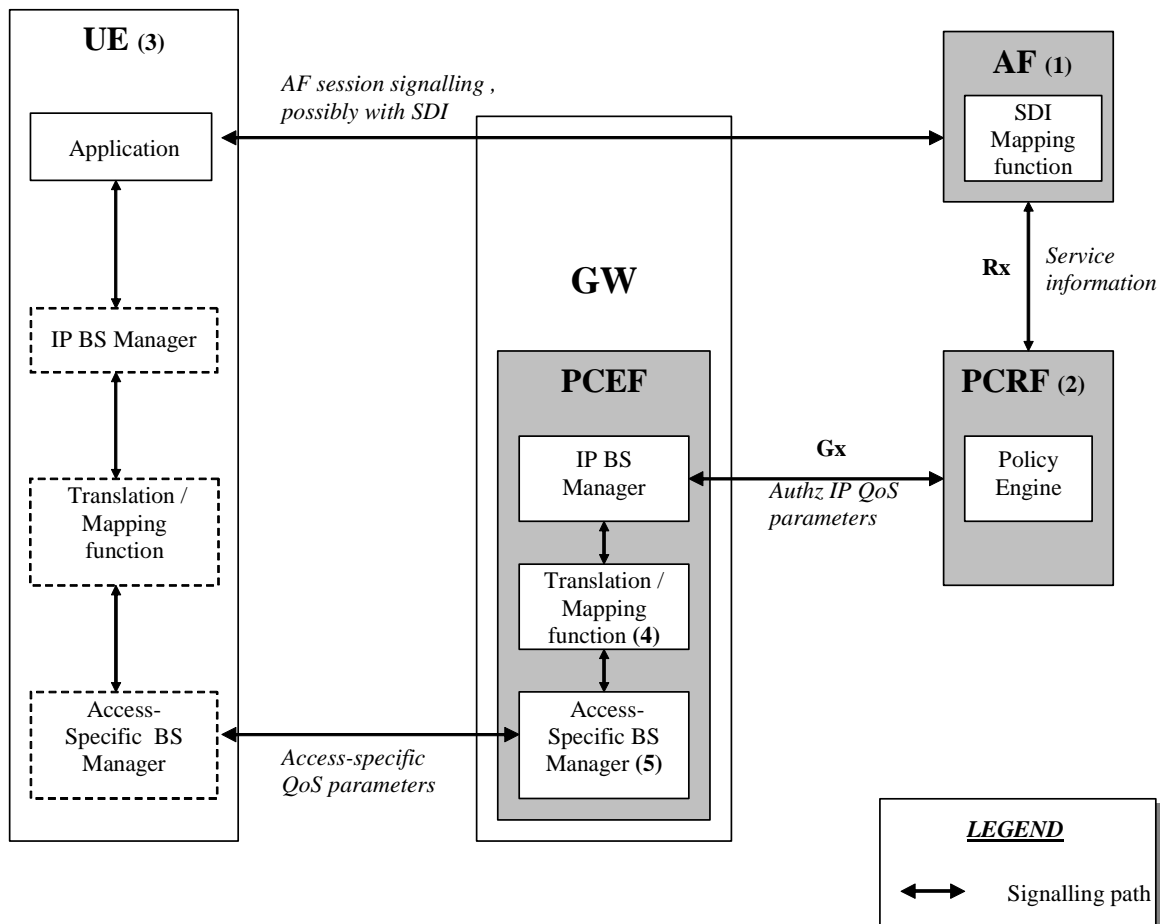 UE (3)
AF (1)
AF session signalling ,
possibly with SDI
SDI
Mapping
function
Application
GW
Rx
Service
information
IP BS Manager
PCEF
PCRF (2)
IP BS
Manager
Gx
Authz IP QoS
parameters
Policy
Engine
Translation /
Mapping
function
Translation /
Mapping
function (4)
Access-
Specific BS
Manager
Access-specific
QoS parameters
Access-
Specific BS
Manager (5)
LEGEND
Signalling path